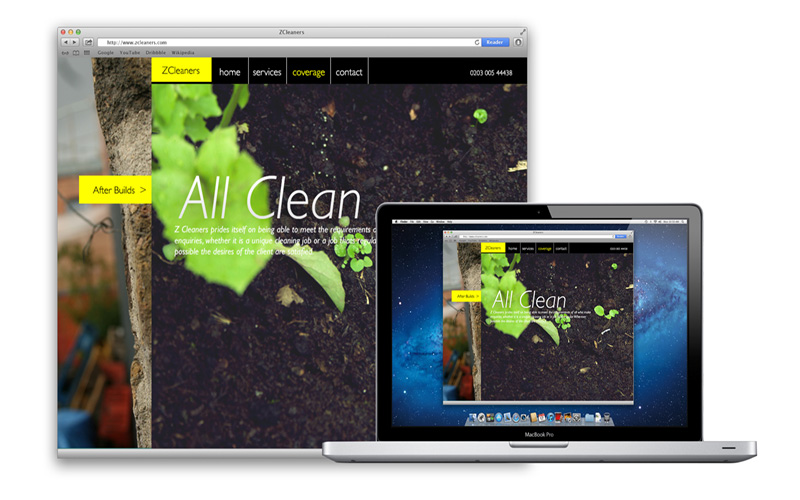 ZCleaners
http://www.zcleaners.com
Reader
Google YouTube Dribbble Wikipedia
ZCleaners home services coverage contact 0203 005 44438
After Builds >
All Clean
Z Cleaners prides itself on being able to meet the requirements
enquiries, whether it is a unique cleaning job or a job
possible the desires of the client are satisfied.
ZCleaners home services coverage contact
After Builds >
All Clean
MacBook Pro